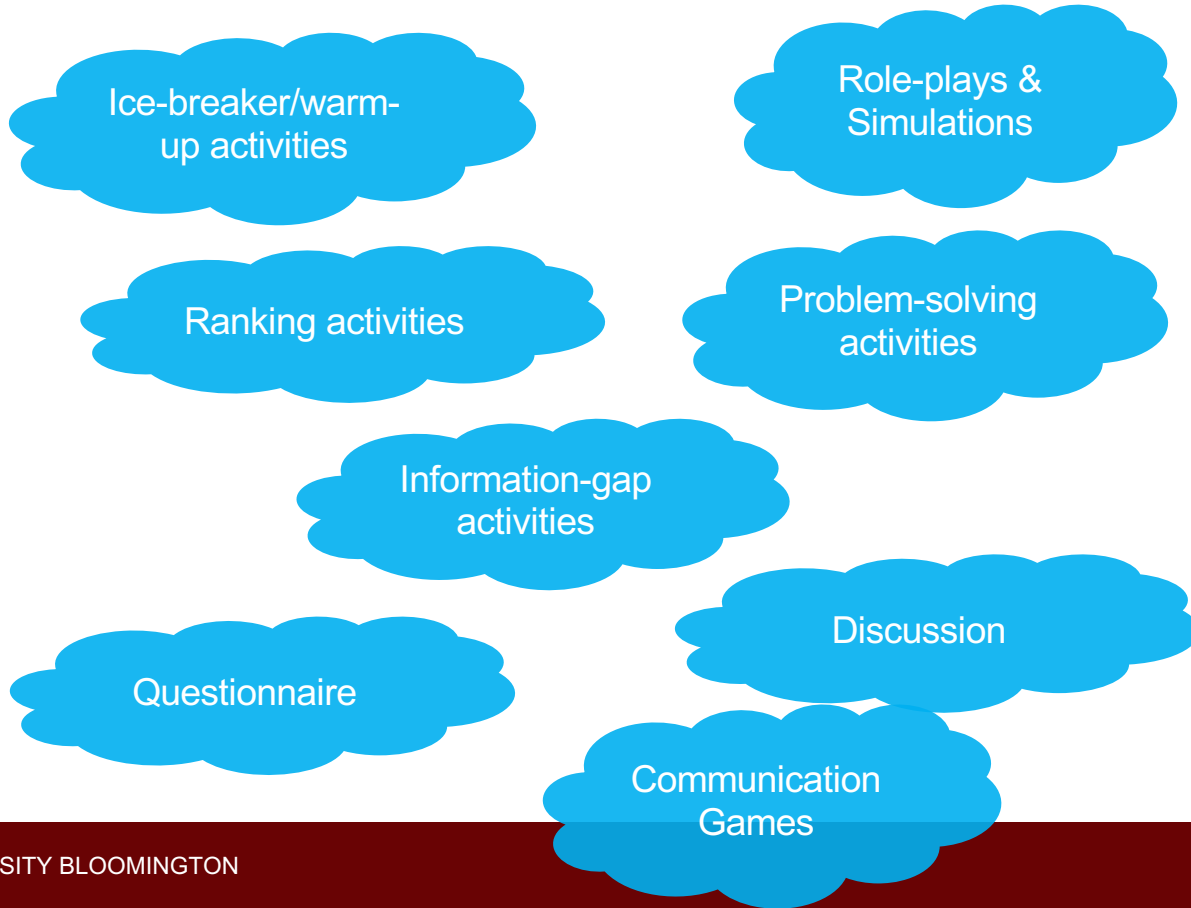 Ice-breaker/warm-
up activities
Role-plays &
Simulations
Ranking activities
Problem-solving
activities
Information-gap
activities
Discussion
Questionnaire
Communication
Games
SITY BLOOMINGTON